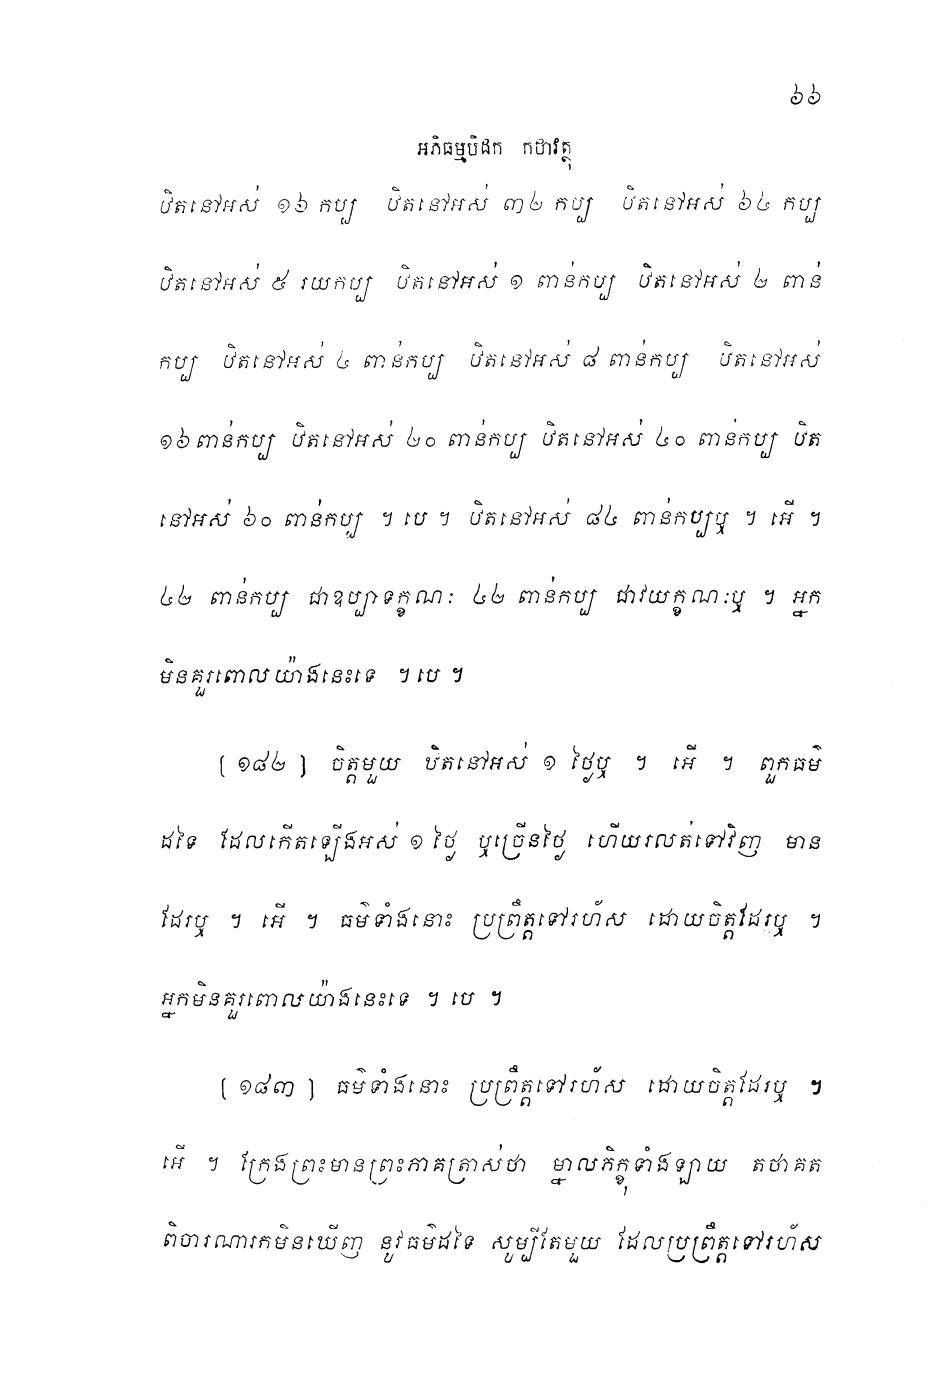 ៦៦
អភិធម្មបិដក កថាវត្ថុ
ឋិតនៅអស់ ១៦ កប្ប ឋិតនៅអស់ ៣២ កប្ប ឋិតនៅអស់ ៦៤ កប្ប
ឋិតនៅអស់ ៥ រយកប្ប ឋិតនៅអស់ ១ ពាន់កប្ប ឋិតនៅអស់ ២ ពាន់
កប្ប ឋិតនៅអស់ ៤ ពាន់កប្ប ឋិតនៅអស់ ៨ ពាន់កប្ប ឋិតនៅអស់
១៦ ពាន់កប្ប ឋិតនៅអស់ ២០ ពាន់កប្ប ឋិតនៅអស់ ៤០ ពាន់កប្ប ឋិត
នៅអស់ ៦០ ពាន់កប្ប ។ បេ ។ ឋិតនៅអស់ ៨៤ ពាន់កប្បឬ ។ អើ ។
៤២ ពាន់កប្ប ជាឧប្បាទក្ខណៈ ៤២ ពាន់កប្ប ជាវយក្ខណៈឬ ។ អ្នក
មិនគួរពោលយ៉ាងនេះទេ ។ បេ ។
[ ១៨២ ] ចិត្តមួយ ឋិតនៅអស់ ១ ថ្ងៃឬ ។ អើ ។ ពួកធម៌
ដទៃ ដែលកើតឡើងអស់ ១ ថ្ងៃ ឬច្រើនថ្ងៃ ហើយរលត់ទៅវិញ មាន
ដែរឬ ។ អើ ។ ធម៌ទាំងនោះ ប្រព្រឹត្តទៅរហ័ស ដោយចិត្តដែរឬ ។
អ្នកមិនគួរពោលយ៉ាងនេះទេ ។ បេ ។
[ ១៨៣ ] ធម៌ទាំងនោះ ប្រព្រឹត្តទៅរហ័ស ដោយចិត្តដែរឬ ។
អើ ។ ក្រែងព្រះមានព្រះភាគត្រាស់ថា ម្នាលភិក្ខុទាំងឡាយ តថាគត
ពិចារណារកមិនឃើញ នូវធម៌ដទៃ សូម្បីតែមួយ ដែលប្រព្រឹត្តទៅរហ័ស